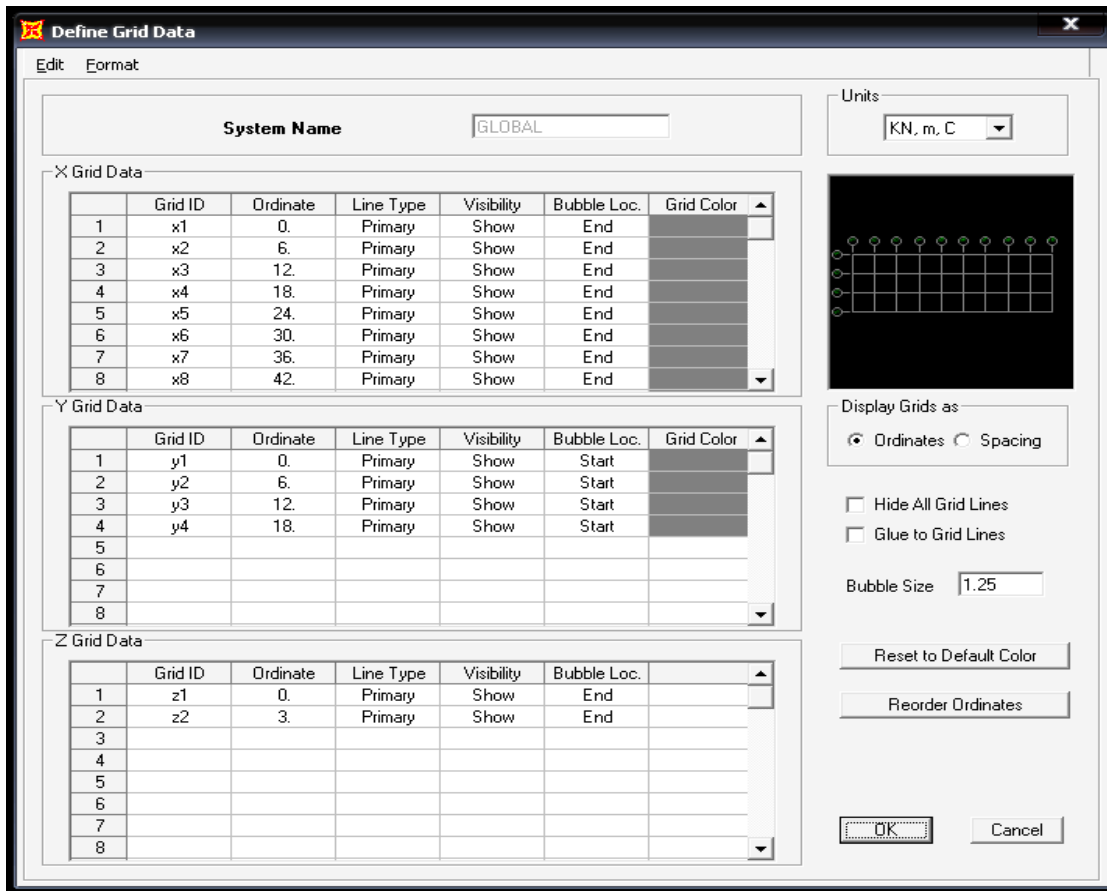 Define Grid Data
x
Edit Format
System Name GLOBAL
Units
KN, m, C
X Grid Data
Grid ID Ordinate Line Type Visibility Bubble Loc. Grid Color
1 x1 0. Primary Show End
2 x2 6. Primary Show End
3 x3 12. Primary Show End
4 x4 18. Primary Show End
5 x5 24. Primary Show End
6 x6 30. Primary Show End
7 x7 36. Primary Show End
8 x8 42. Primary Show End
Y Grid Data
Grid ID Ordinate Line Type Visibility Bubble Loc. Grid Color
1 y1 0. Primary Show Start
2 y2 6. Primary Show Start
3 y3 12. Primary Show Start
4 y4 18. Primary Show Start
5
6
7
8
Z Grid Data
Grid ID Ordinate Line Type Visibility Bubble Loc.
1 z1 0. Primary Show End
2 z2 3. Primary Show End
3
4
5
6
7
8
Display Grids as
Ordinates Spacing
Hide All Grid Lines
Glue to Grid Lines
Bubble Size 1.25
Reset to Default Color
Reorder Ordinates
OK Cancel